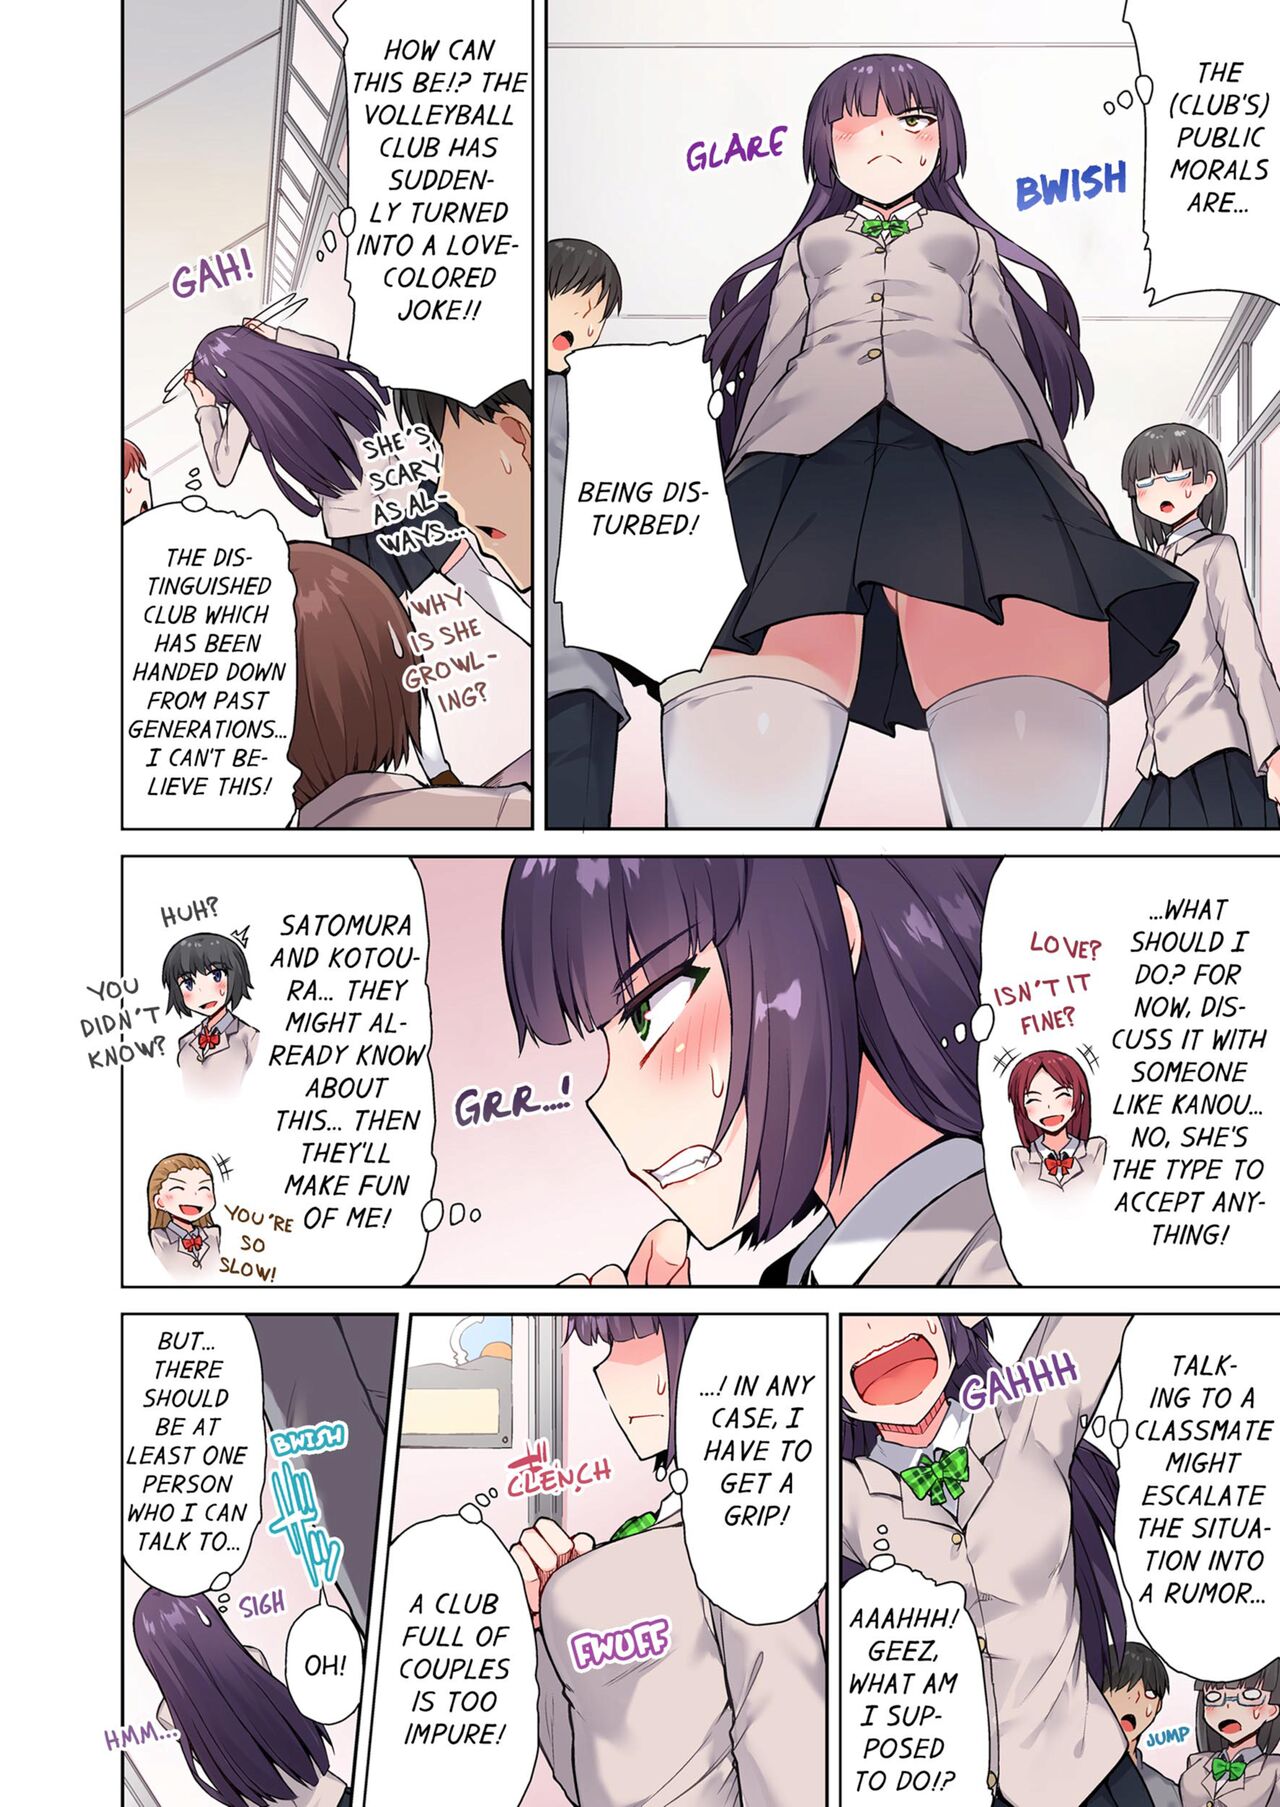 THE
(CLUB'S)
PUBLIC
MORALS
ARE...
BWISH
GLARE
BEING DIS-
TURBED!
HOW CAN
THIS BE!? THE
VOLLEYBALL
CLUB HAS
SUDDEN-
LY TURNED
INTO A LOVE-
COLORED
JOKE!!
GAH!
SHE'S
SCARY
AS AL-
WAYS...
WHY
IS SHE
GROWL-
ING?
THE DIS-
TINGUISHED
CLUB WHICH
HAS BEEN
HANDED DOWN
FROM PAST
GENERATIONS...
I CAN'T BE-
LIEVE THIS!
...WHAT
SHOULD I
DO? FOR
NOW, DIS-
CUSS IT WITH
SOMEONE
LIKE KANOU...
NO, SHE'S
THE TYPE TO
ACCEPT ANY-
THING!
LOVE?
ISN'T IT
FINE?
GRR...!
SATOMURA
AND KOTOU-
RA... THEY
MIGHT AL-
READY KNOW
ABOUT
THIS... THEN
THEY'LL
MAKE FUN
OF ME!
HUH?
YOU
DIDN'T
KNOW?
YOU'RE
SO
SLOW!
TALK-
ING TO A
CLASSMATE
MIGHT
ESCALATE
THE SITUA-
TION INTO
A RUMOR...
GAHHH
AAAHHH!
GEEZ,
WHAT AM
I SUP-
POSED
TO DO!?
JUMP
...! IN ANY
CASE, I
HAVE TO
GET A
GRIP!
CLENCH
FWUFF
A CLUB
FULL OF
COUPLES
IS TOO
IMPURE!
BUT...
THERE
SHOULD
BE AT
LEAST ONE
PERSON
WHO I CAN
TALK TO...
BWISH
SIGH
OH!
HMM...